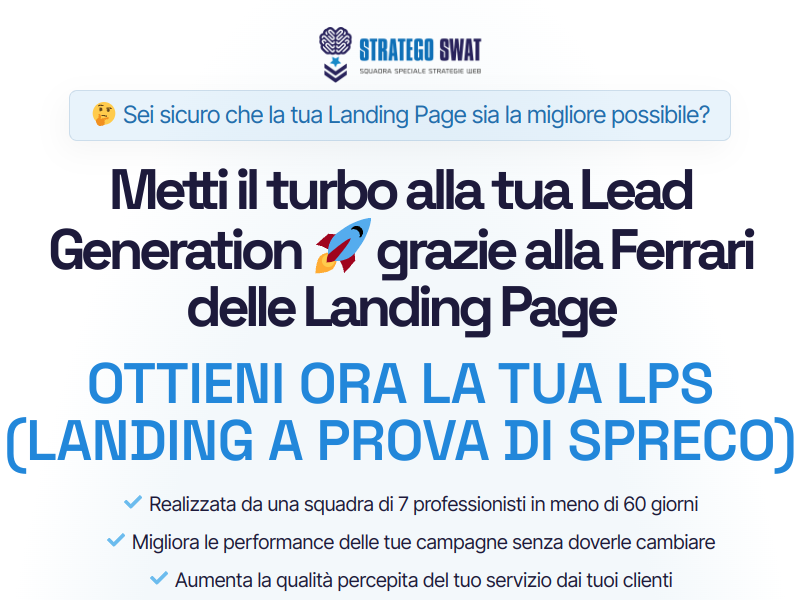 STRATEGO SWAT
SQUADRA SPECIALE STRATEGIE WEB
🤔 Sei sicuro che la tua Landing Page sia la migliore possibile?
Metti il turbo alla tua Lead
Generation 🚀 grazie alla Ferrari
delle Landing Page
OTTIENI ORA LA TUA LPS
(LANDING A PROVA DI SPRECO)
Realizzata da una squadra di 7 professionisti in meno di 60 giorni
Migliora le performance delle tue campagne senza doverle cambiare
Aumenta la qualità percepita del tuo servizio dai tuoi clienti